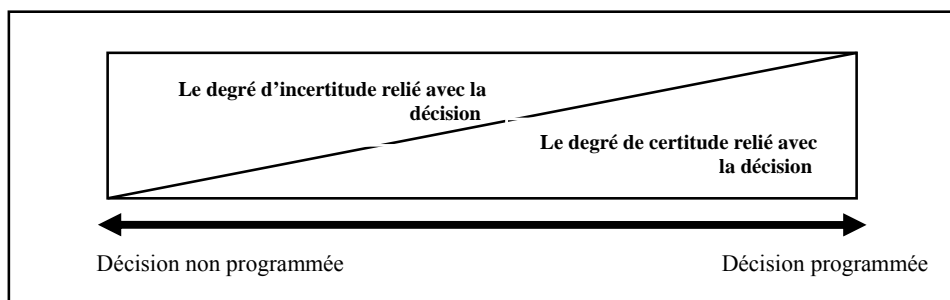 Le degré d'incertitude relié avec la
décision
Le degré de certitude relié avec
la décision
Décision non programmée
Décision programmée